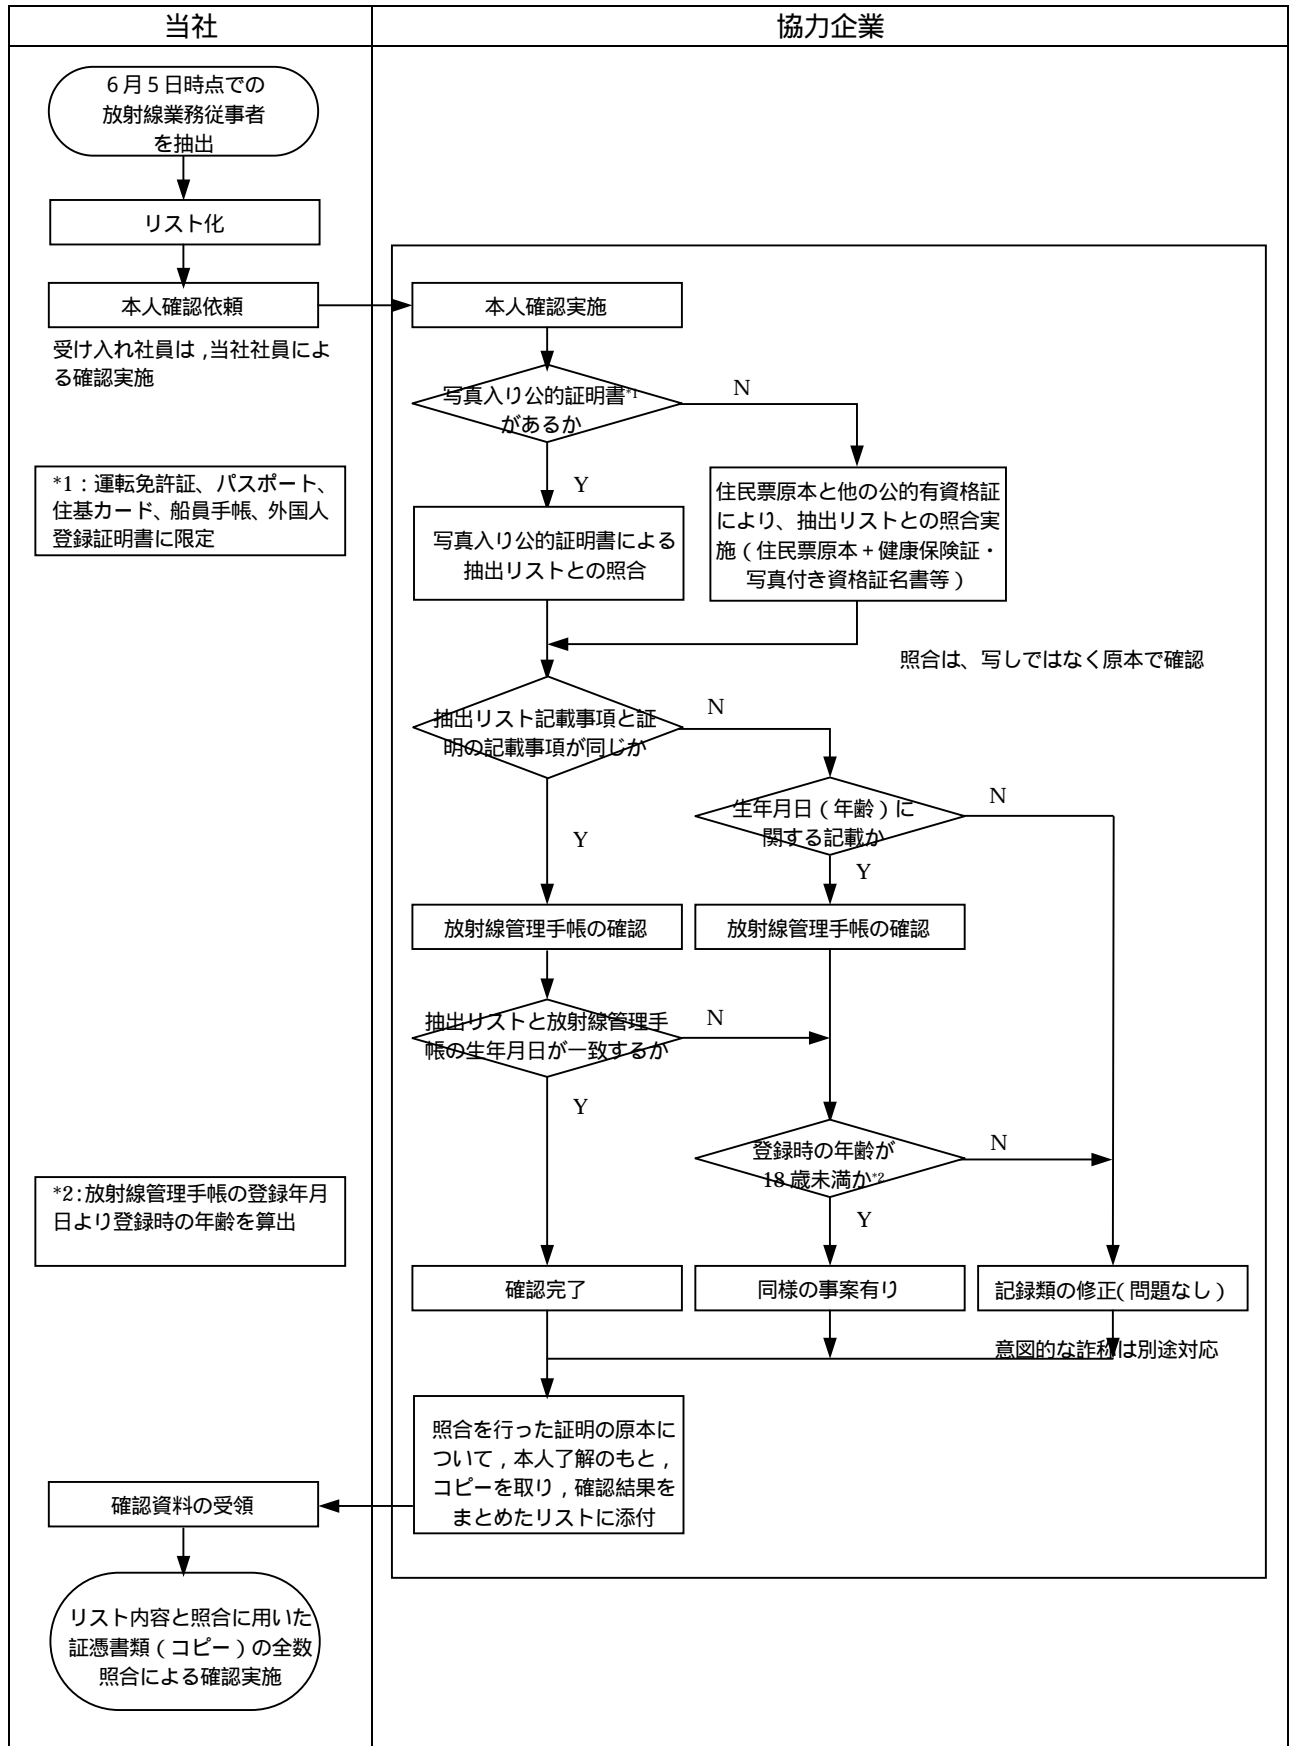 当社
協力企業
6月5日時点での
放射線業務従事者
を抽出
リスト化
本人確認依頼
本人確認実施
受け入れ社員は,当社社員によ
る確認実施
写真入り公的証明書*1
があるか
N
Y
*1:運転免許証、パスポート、
住基カード、船員手帳、外国人
登録証明書に限定
写真入り公的証明書による
抽出リストとの照合
住民票原本と他の公的有資格証
により、抽出リストとの照合実
施(住民票原本+健康保険証・
写真付き資格証名書等)
照合は、写しではなく原本で確認
抽出リスト記載事項と証
明の記載事項が同じか
N
Y
生年月日(年齢)に
関する記載か
N
Y
放射線管理手帳の確認
放射線管理手帳の確認
抽出リストと放射線管理手
帳の生年月日が一致するか
N
Y
登録時の年齢が
18歳未満か*2
N
Y
*2:放射線管理手帳の登録年月
日より登録時の年齢を算出
確認完了
同様の事案有り
記録類の修正(問題なし)
意図的な詐称は別途対応
照合を行った証明の原本に
ついて,本人了解のもと,
コピーを取り,確認結果を
まとめたリストに添付
確認資料の受領
リスト内容と照合に用いた
証憑書類(コピー)の全数
照合による確認実施